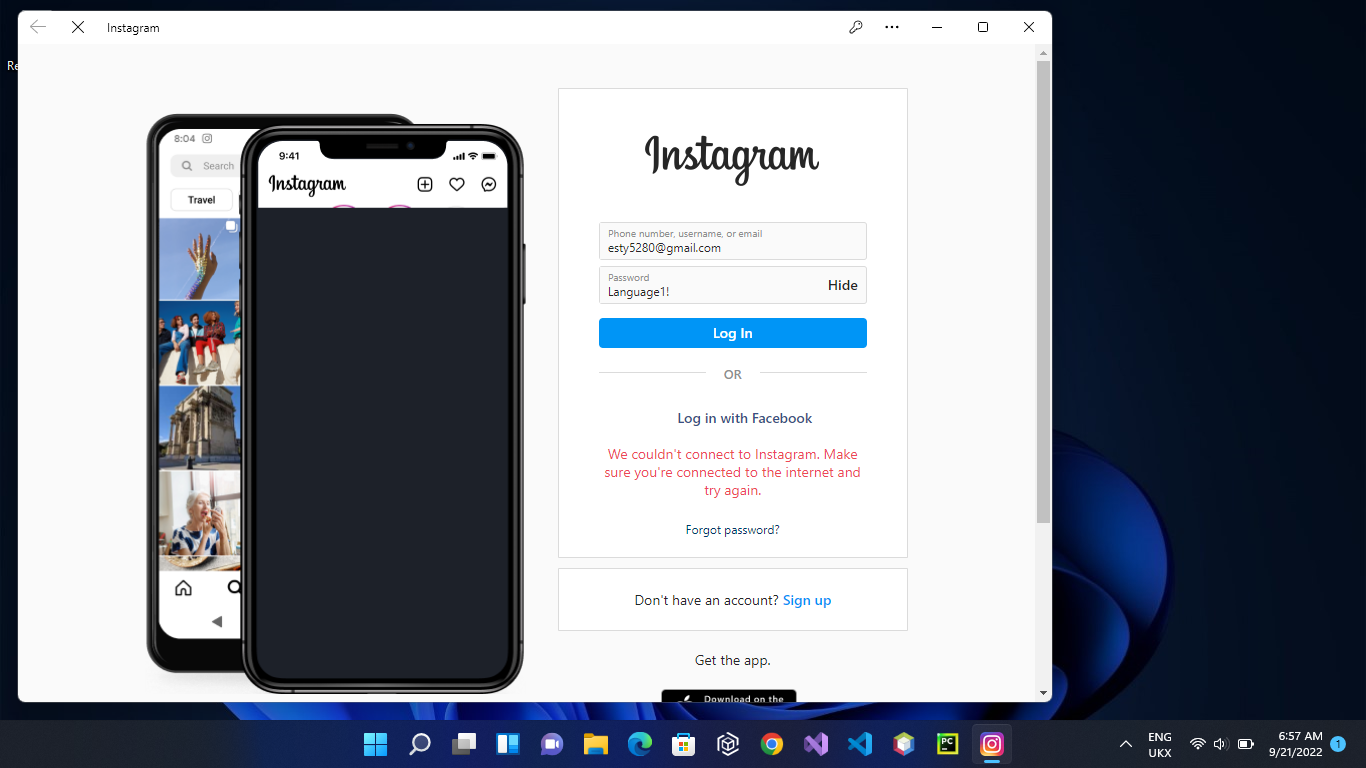 Instagram
Re
8:04
Search
Travel
9:41
Instagram
Instagram
Phone number, username, or email
esty5280@gmail.com
Password
Language1!
Hide
Log In
OR
Log in with Facebook
We couldn't connect to Instagram. Make
sure you're connected to the internet and
try again.
Forgot password?
Don't have an account? Sign up
Get the app.
Download on the
PC
ENG
UKX
6:57 AM
9/21/2022
1